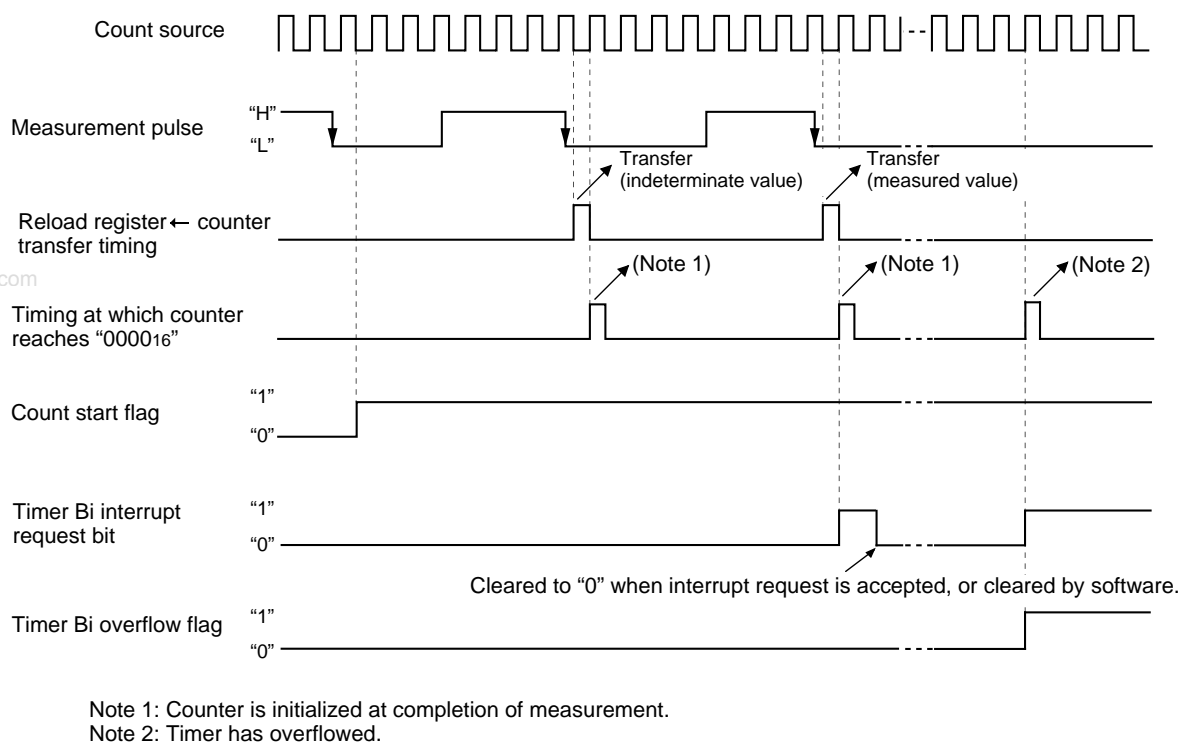 Count source
Measurement pulse
“H”
“L”
Transfer
(indeterminate value)
Transfer
(measured value)
Reload register ← counter
transfer timing
com
(Note 1)
(Note 1)
(Note 2)
Timing at which counter
reaches “000016”
Count start flag
“1”
“0”
Timer Bi interrupt
request bit
“1”
“0”
Cleared to “0” when interrupt request is accepted, or cleared by software.
Timer Bi overflow flag
“1”
“0”
Note 1: Counter is initialized at completion of measurement.
Note 2: Timer has overflowed.